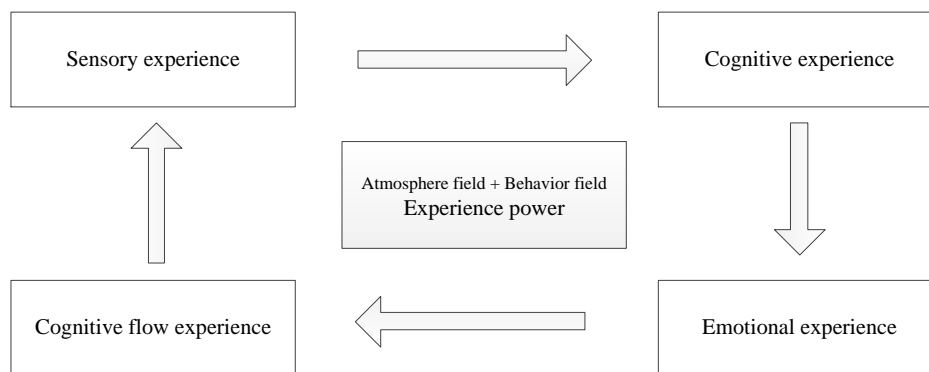 Sensory experience
Cognitive experience
Atmosphere field + Behavior field
Experience power
Cognitive flow experience
Emotional experience